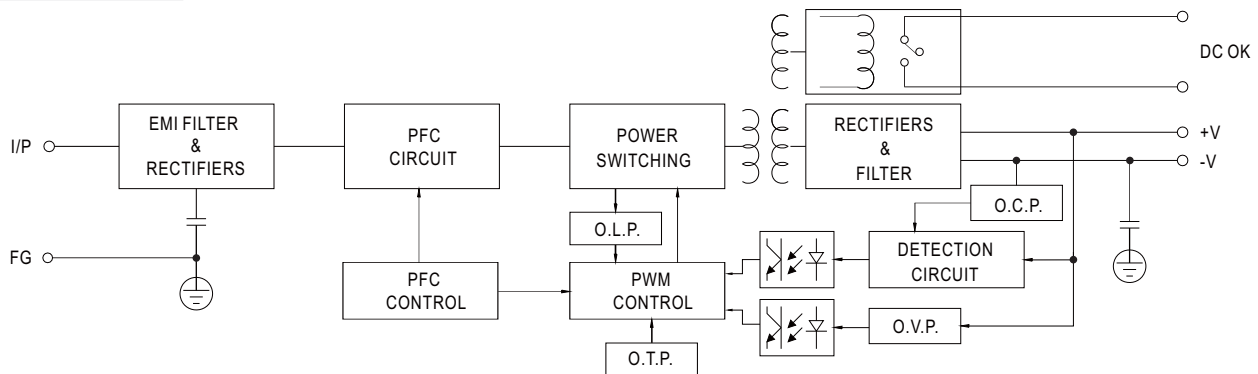 DC OK
I/P
EMI FILTER
&
RECTIFIERS
PFC
CIRCUIT
POWER
SWITCHING
RECTIFIERS
&
FILTER
+V
-V
O.L.P.
O.C.P.
FG
PFC
CONTROL
PWM
CONTROL
DETECTION
CIRCUIT
O.V.P.
O.T.P.